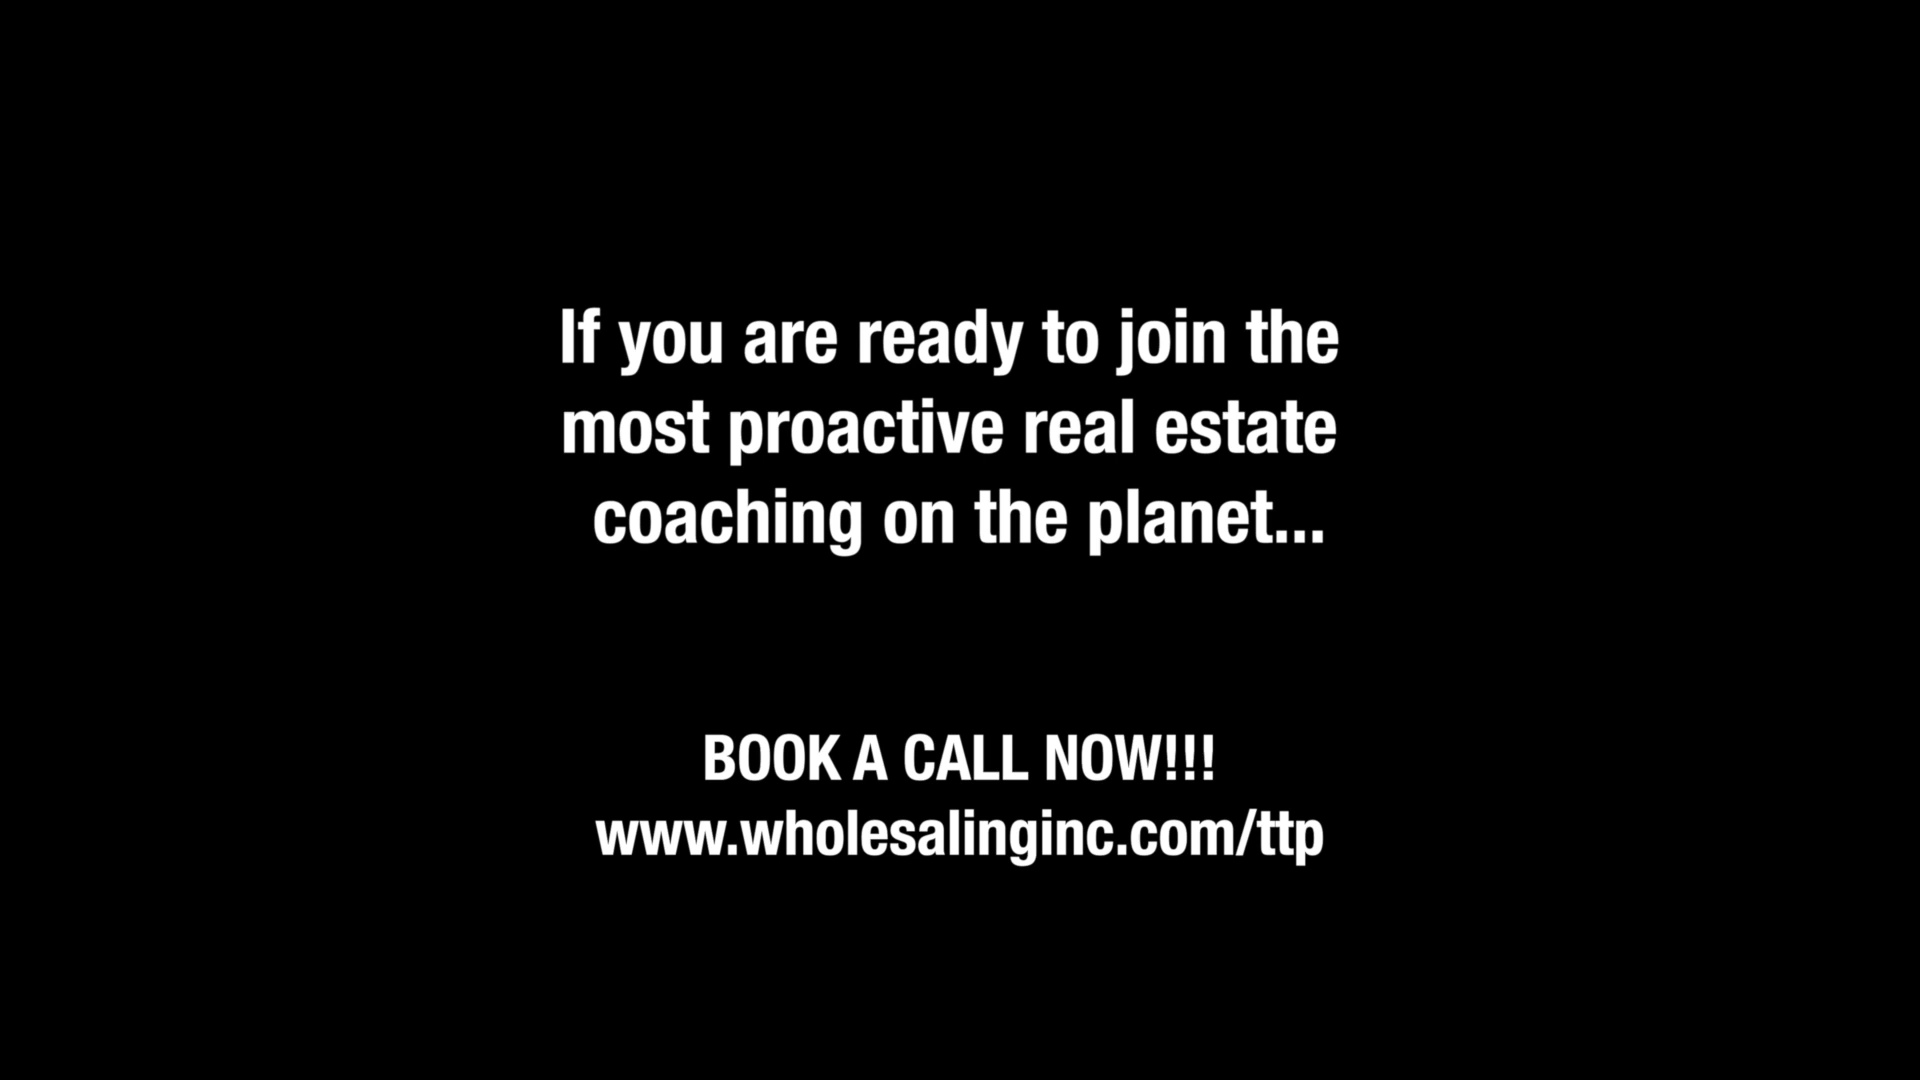 If you are ready to join the
most proactive real estate
coaching on the planet...
BOOK A CALL NOW!!!
www.wholesalinginc.com/ttp